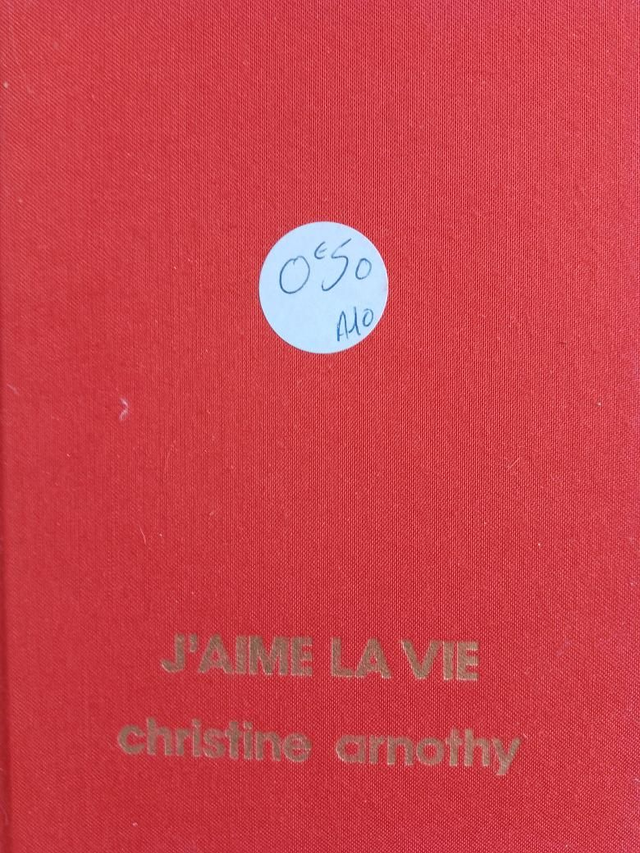 0€50
A10
J'AIME LA VIE
christine arnothy